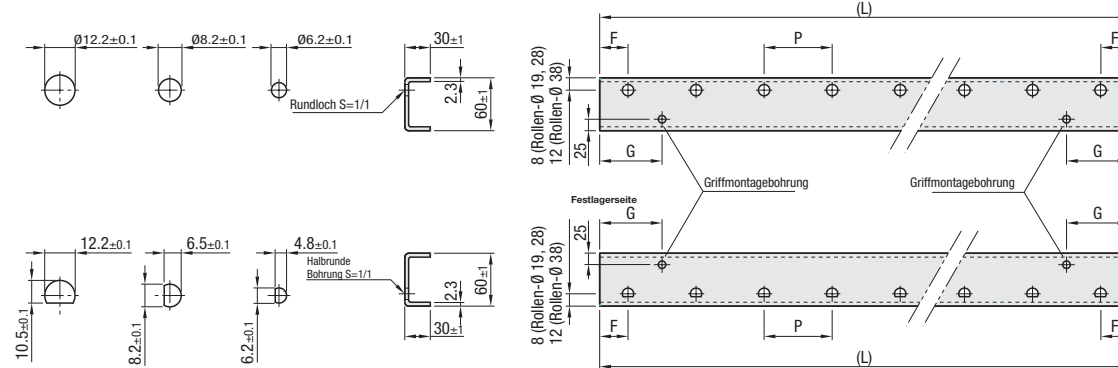 Ø12.2±0.1
Ø8.2±0.1
Ø6.2±0.1
30±1
2.3
60±1
Rundloch S=1/1
(L)
F
P
F
8 (Rollen-Ø 19, 28)
12 (Rollen-Ø 38)
25
G
G
Griffmontagebohrung
Griffmontagebohrung
Festlagerseite
G
G
12.2±0.1
6.5±0.1
4.8±0.1
10.5±0.1
8.2±0.1
6.2±0.1
Halbrunde
Bohrung S=1/1
2.3
60±1
30±1
25
8 (Rollen-Ø 19, 28)
12 (Rollen-Ø 38)
F
P
F
(L)